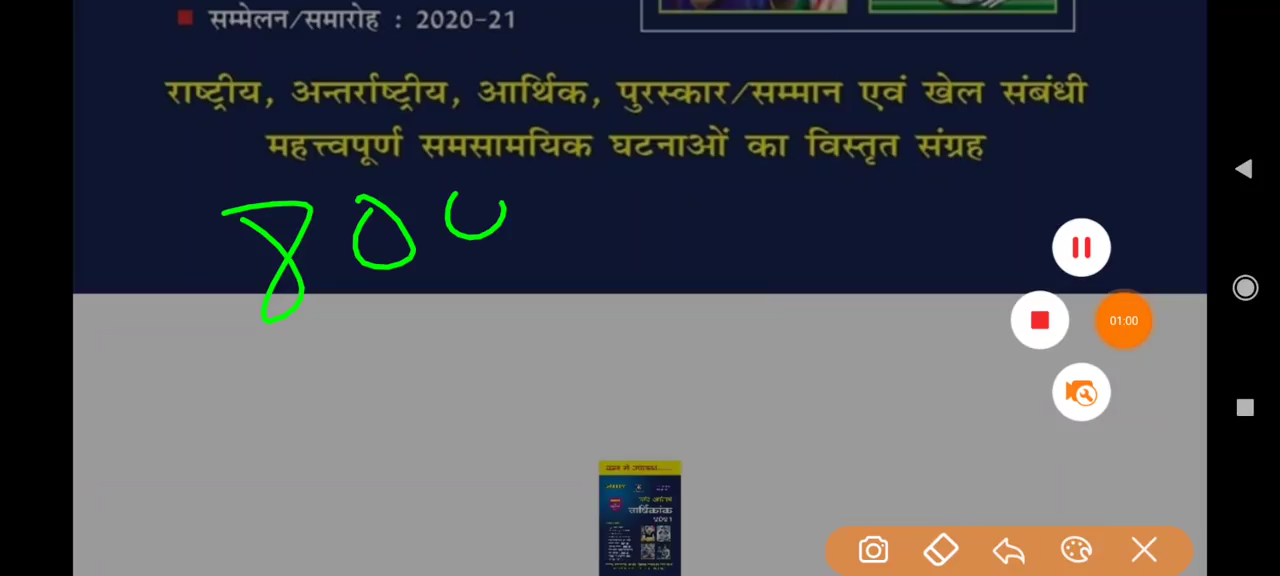 सम्मेलन/समारोह : 2020-21
राष्ट्रीय, अन्तर्राष्ट्रीय, आर्थिक, पुरस्कार/सम्मान एवं खेल संबंधी
महत्त्वपूर्ण समसामयिक घटनाओं का विस्तृत संग्रह
80
01:00
वार्षिकांक
2021